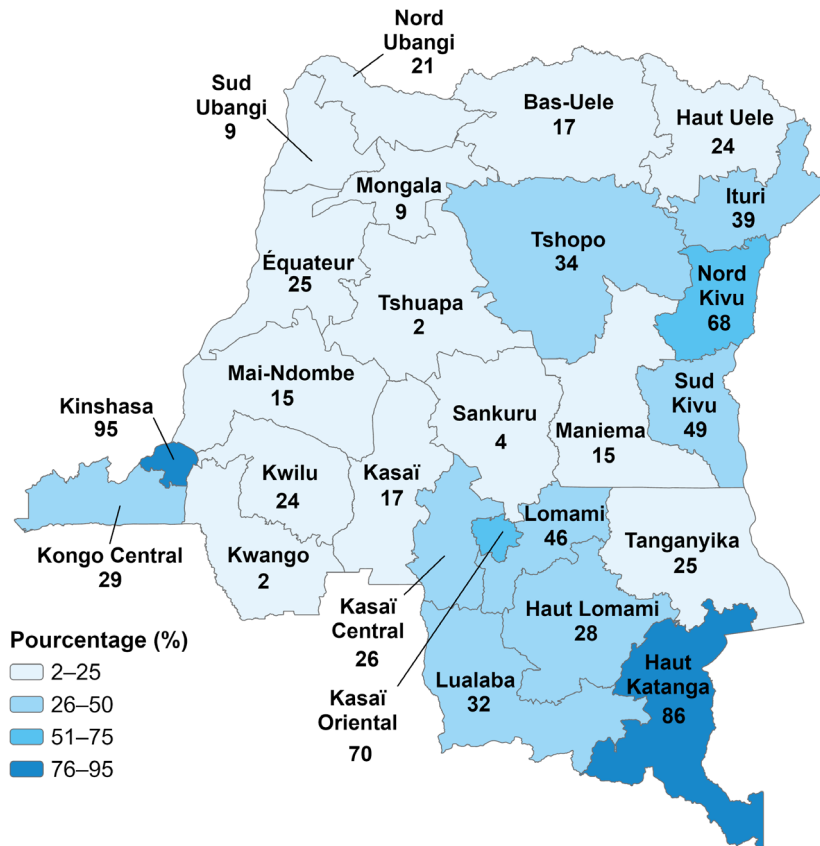 Nord
Ubangi
21
Sud
Ubangi
9
Bas-Uele
17
Haut Uele
24
Mongala
9
Ituri
39
Tshopo
34
Équateur
25
Nord
Kivu
68
Tshuapa
2
Mai-Ndombe
15
Sud
Kivu
49
Kinshasa
95
Sankuru
4
Maniema
15
Kwilu
24
Kasaï
17
Lomami
46
Kongo Central
29
Kwango
2
Tanganyika
25
Kasaï
Central
26
Haut Lomami
28
Kasaï
Oriental
70
Lualaba
32
Haut
Katanga
86
Pourcentage (%)
2–25
26–50
51–75
76–95